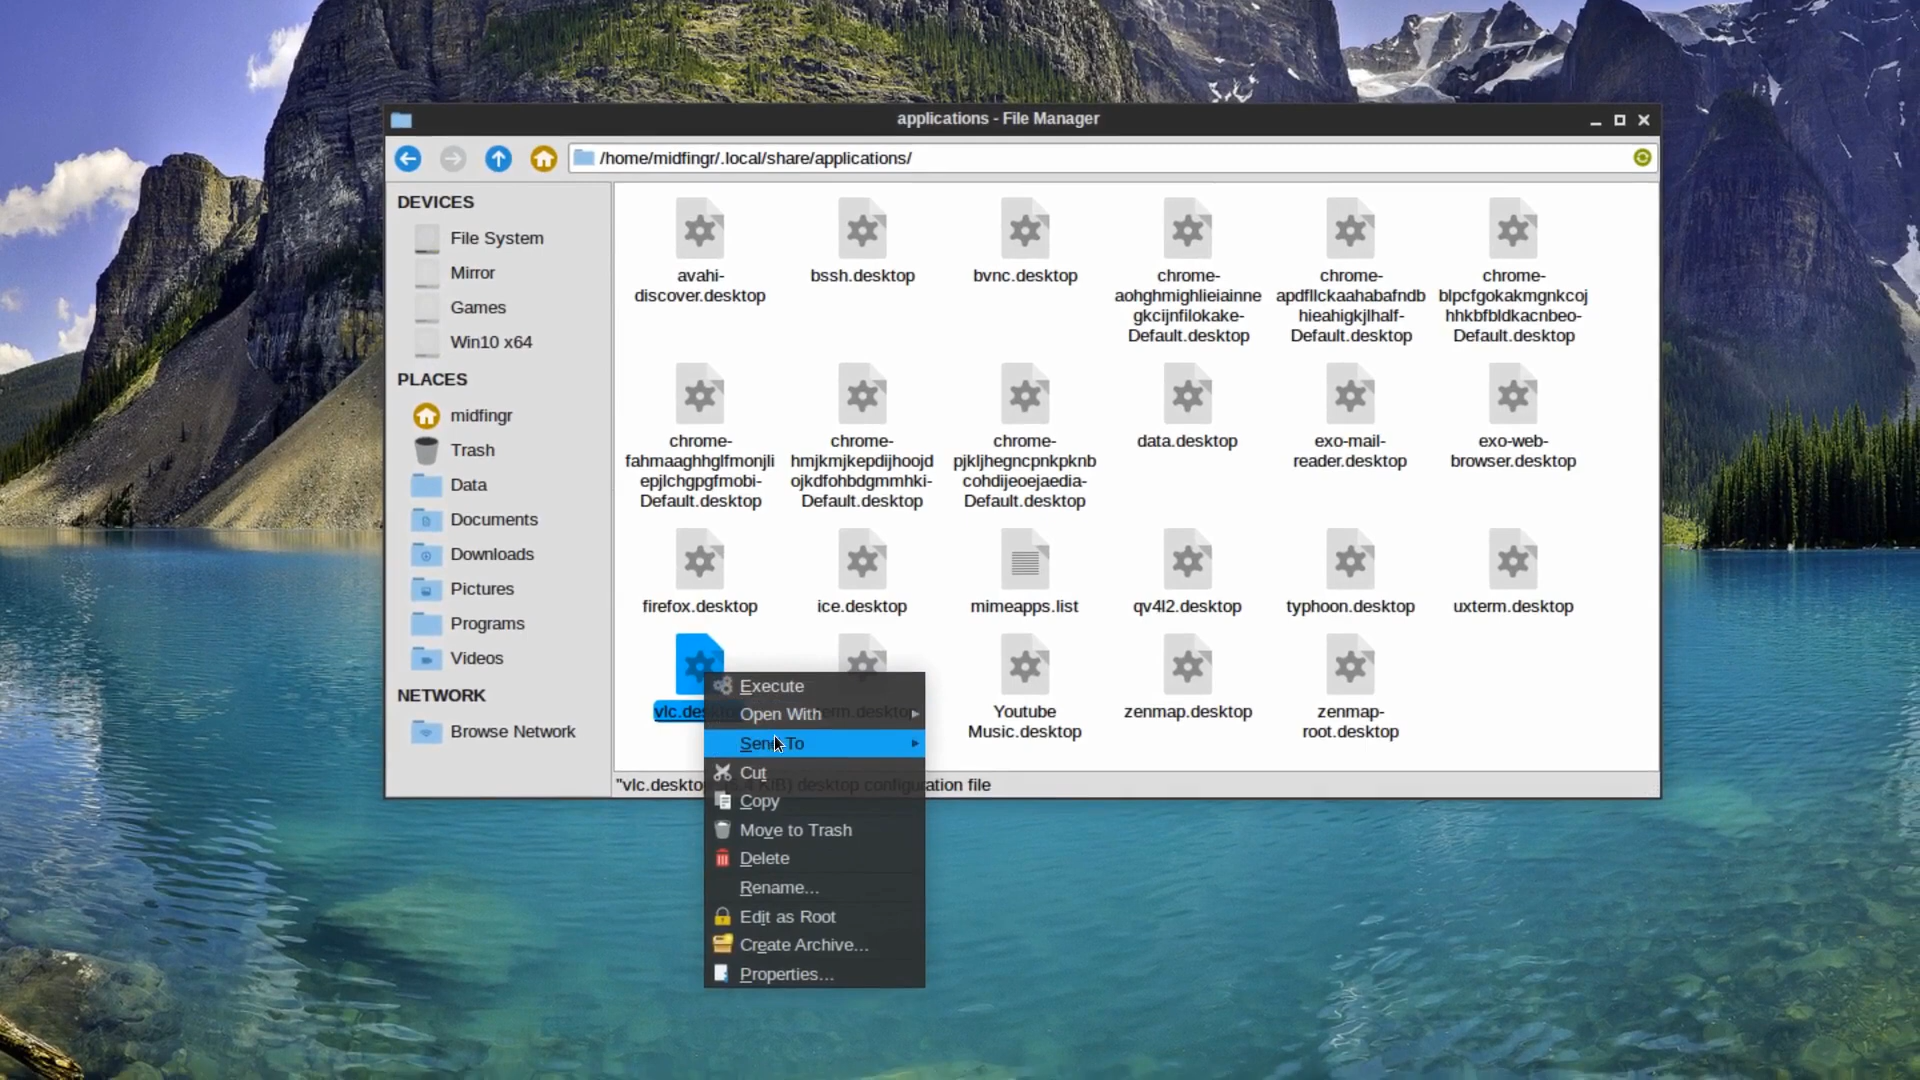 applications - File Manager
/home/midfingr/.local/share/applications/
DEVICES
File System
Mirror
Games
Win10 x64
PLACES
midfingr
Trash
Data
Documents
Downloads
Pictures
Programs
Videos
NETWORK
Browse Network
avahi-
discover.desktop
bssh.desktop
bvnc.desktop
chrome-
aohghmighlieiainne
gkcijnfilokake-
Default.desktop
chrome-
apdfllckaahabafndb
hieahigkjlhalf-
Default.desktop
chrome-
blpcfgokakmgnkcoj
hhkbfbldkacnbeo-
Default.desktop
chrome-
fahmaaghhglfmonjli
epjlchgpgfmobi-
Default.desktop
chrome-
hmjkmjkepdijhoojd
ojkdfohbdgmmhki-
Default.desktop
chrome-
pjkljhegncpnkpknb
cohdijeoejaedia-
Default.desktop
data.desktop
exo-mail-
reader.desktop
exo-web-
browser.desktop
firefox.desktop
ice.desktop
mimeapps.list
qv4l2.desktop
typhoon.desktop
uxterm.desktop
vlc.desktop
Youtube
Music.desktop
zenmap.desktop
zenmap-
root.desktop
Execute
Open With
Send To
Cut
Copy
Move to Trash
Delete
Rename...
Edit as Root
Create Archive...
Properties...
"vlc.desktop desktop configuration file